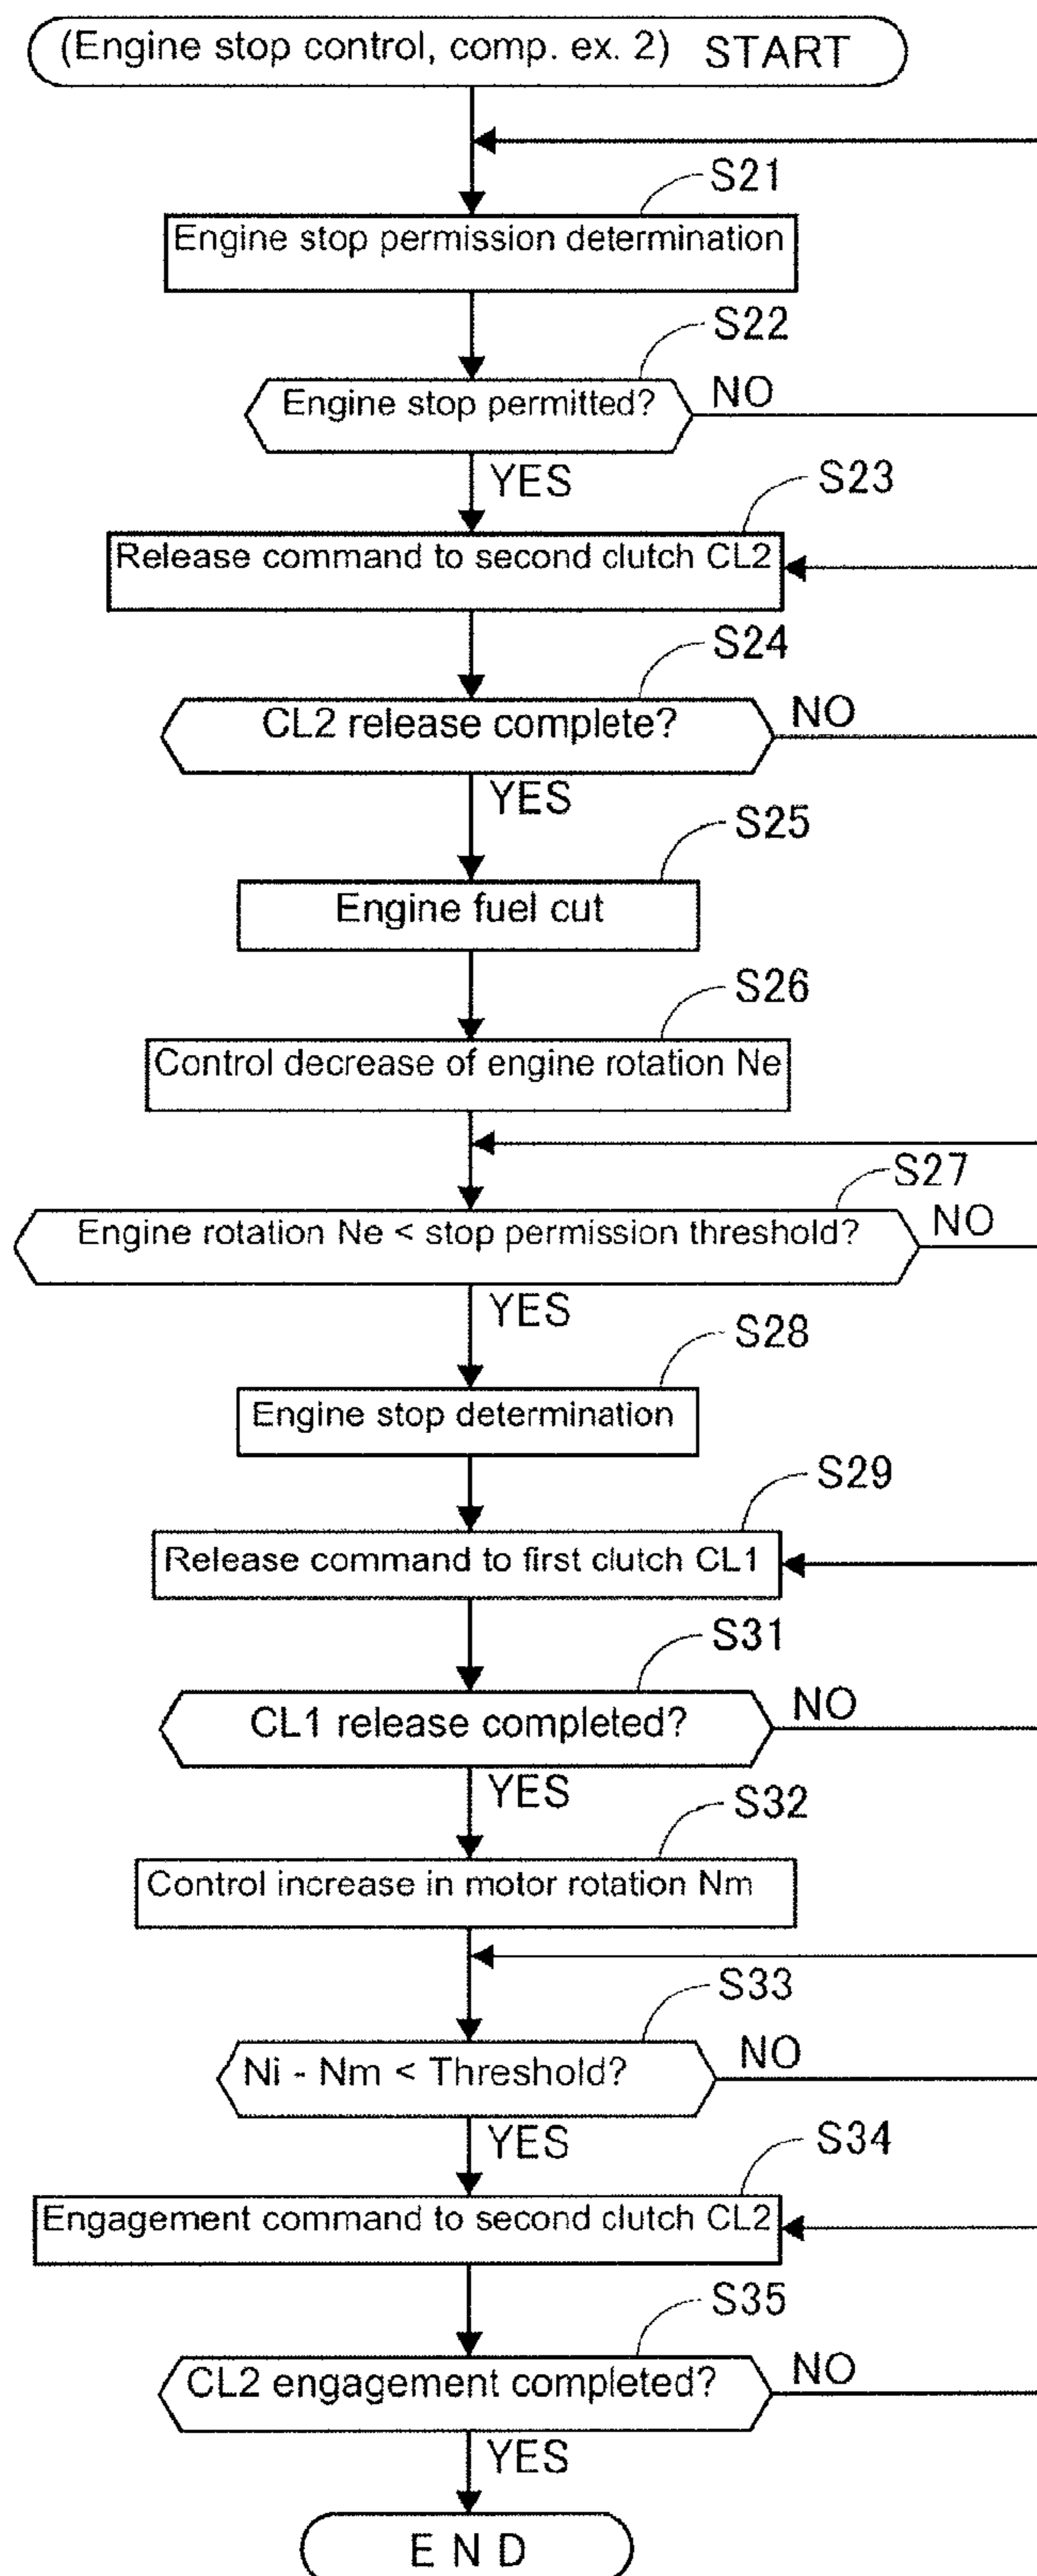 (Engine stop control, comp. ex. 2) START
S21
Engine stop permission determination
S22
Engine stop permitted?
NO
YES
S23
Release command to second clutch CL2
S24
CL2 release complete?
NO
YES
S25
Engine fuel cut
S26
Control decrease of engine rotation Ne
S27
Engine rotation Ne < stop permission threshold?
NO
YES
S28
Engine stop determination
S29
Release command to first clutch CL1
S31
CL1 release completed?
NO
YES
S32
Control increase in motor rotation Nm
S33
Ni - Nm < Threshold?
NO
YES
S34
Engagement command to second clutch CL2
S35
CL2 engagement completed?
NO
YES
END